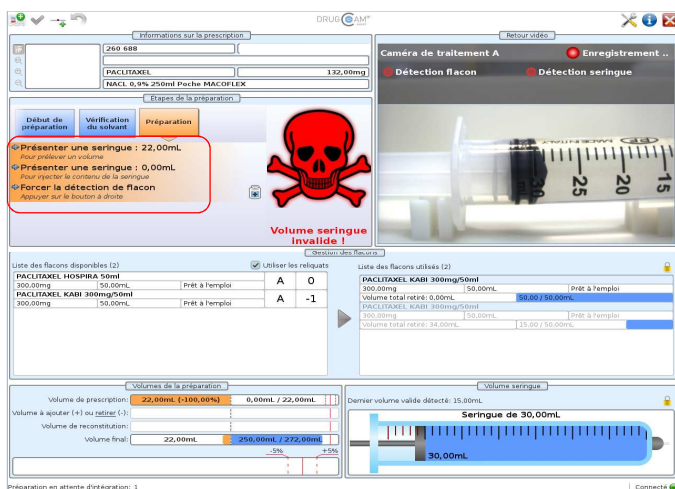 DRUGCAM
Informations sur la prescription
260 688
PACLITAXEL 132,00mg
NACL 0,9% 250ml Poche MACOFLEX
Etapes de la préparation
Début de préparation
Vérification du solvant
Préparation
Présenter une seringue : 22,00mL
Pour prélever un volume
Présenter une seringue : 0,00mL
Pour injecter le contenu de la seringue
Forcer la détection de flacon
Appuyer sur le bouton à droite
Volume seringue
invalide !
Retour vidéo
Caméra de traitement A Enregistrement ..
Détection flacon Détection seringue
30 25 20 15
Gestion des flacons
Liste des flacons disponibles (2) Utiliser les reliquats
PACLITAXEL HOSPIRA 50ml
300,00mg 50,00mL Prêt à l'emploi A 0
PACLITAXEL KABI 300mg/50ml
300,00mg 50,00mL Prêt à l'emploi A -1
Liste des flacons utilisés (2)
PACLITAXEL KABI 300mg/50ml
300,00mg 50,00mL Prêt à l'emploi
Volume total retiré: 0,00mL 50,00 / 50,00mL
PACLITAXEL KABI 300mg/50ml
300,00mg 50,00mL Prêt à l'emploi
Volume total retiré: 34,00mL 15,00 / 50,00mL
Volumes de la préparation
Volume de prescription: 22,00mL (-100,00%) 0,00mL / 22,00mL
Volume à ajouter (+) ou retirer (-):
Volume de reconstitution:
Volume final: 22,00mL 250,00mL / 272,00mL
-5% +5%
Volume seringue
Dernier volume valide détecté: 15,00mL
Seringue de 30,00mL
30,00mL
Préparation en attente d'intégration: 1
Connecté